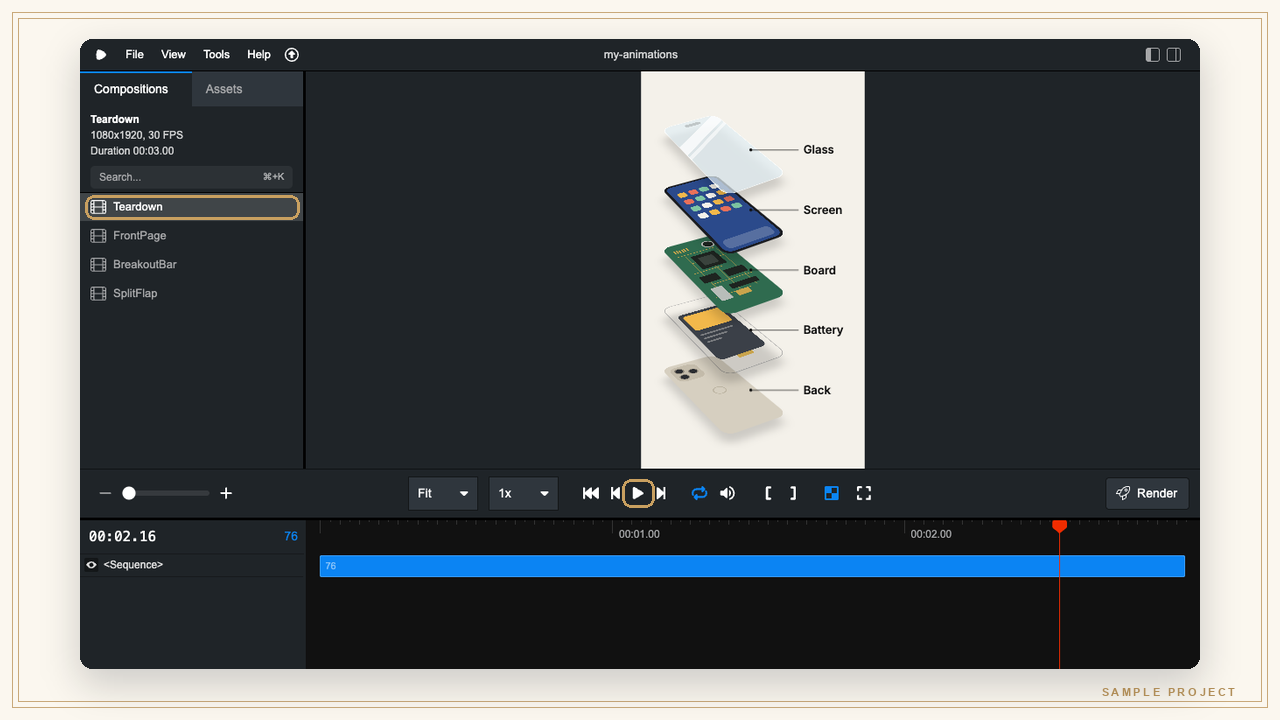 File View Tools Help
my-animations
Compositions
Assets
Teardown
1080x1920, 30 FPS
Duration 00:03.00
Search...
⌘+K
Teardown
FrontPage
BreakoutBar
SplitFlap
Glass
Screen
Board
Battery
Back
Fit
1x
Render
00:02.16
76
00:01.00
00:02.00
<Sequence>
76
SAMPLE PROJECT